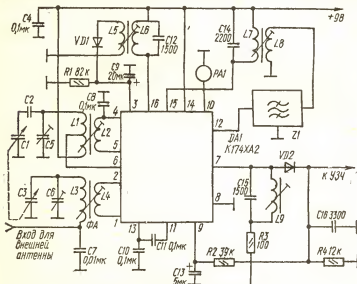 C4
0,1мк
VD1
L5
L6
C12
1500
C14
2200
L7
L8
+9В
R1 82к
C9
20мк
PA1
C8
0,1мк
4
3
16
15
14
10
12
DA1
К174ХА2
Z1
C2
C1
C5
L1
L2
5
6
7
VD2
к УЗЧ
C3
C6
L3
L4
2
1
ФА
13
11
9
8
C15
1500
L9
C16 3300
Вход для
внешней
антенны
C7
0,01мк
C10
0,1мк
C11 0,1мк
R3
100
R2 39к
R4 12к
C13
5мк